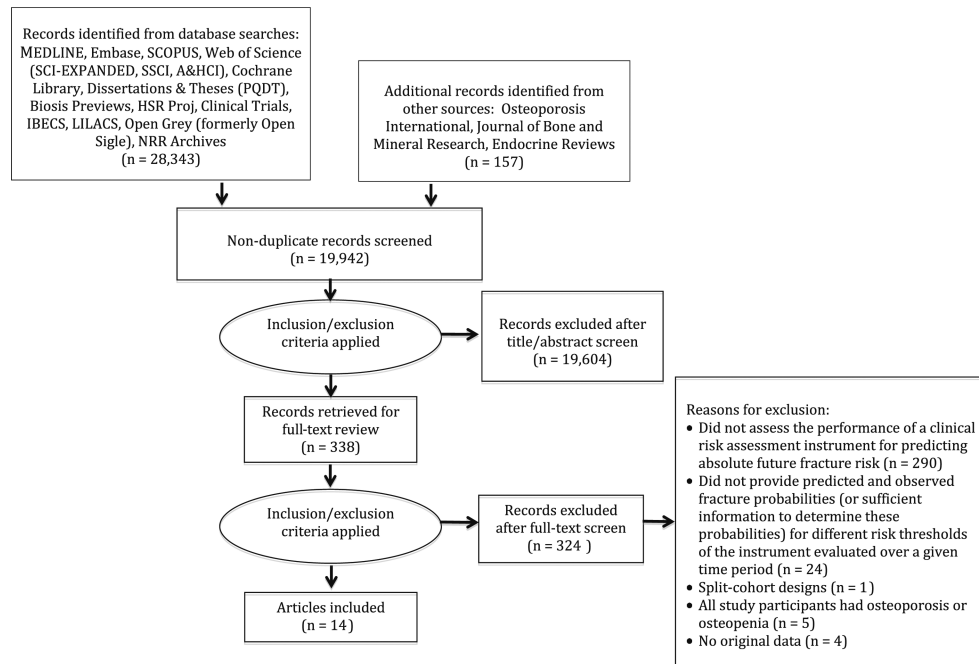 Records identified from database searches:
MEDLINE, Embase, SCOPUS, Web of Science
(SCI-EXPANDED, SSCI, A&HCI), Cochrane
Library, Dissertations & Theses (PQDT),
Biosis Previews, HSR Proj, Clinical Trials,
IBECS, LILACS, Open Grey (formerly Open
Sigle), NRR Archives
(n = 28,343)
Additional records identified from
other sources: Osteoporosis
International, Journal of Bone and
Mineral Research, Endocrine Reviews
(n = 157)
Non-duplicate records screened
(n = 19,942)
Inclusion/exclusion
criteria applied
Records excluded after
title/abstract screen
(n = 19,604)
Records retrieved for
full-text review
(n = 338)
Inclusion/exclusion
criteria applied
Records excluded
after full-text screen
(n = 324 )
Reasons for exclusion:
• Did not assess the performance of a clinical
risk assessment instrument for predicting
absolute future fracture risk (n = 290)
• Did not provide predicted and observed
fracture probabilities (or sufficient
information to determine these
probabilities) for different risk thresholds
of the instrument evaluated over a given
time period (n = 24)
• Split-cohort designs (n = 1)
• All study participants had osteoporosis or
osteopenia (n = 5)
• No original data (n = 4)
Articles included
(n = 14)